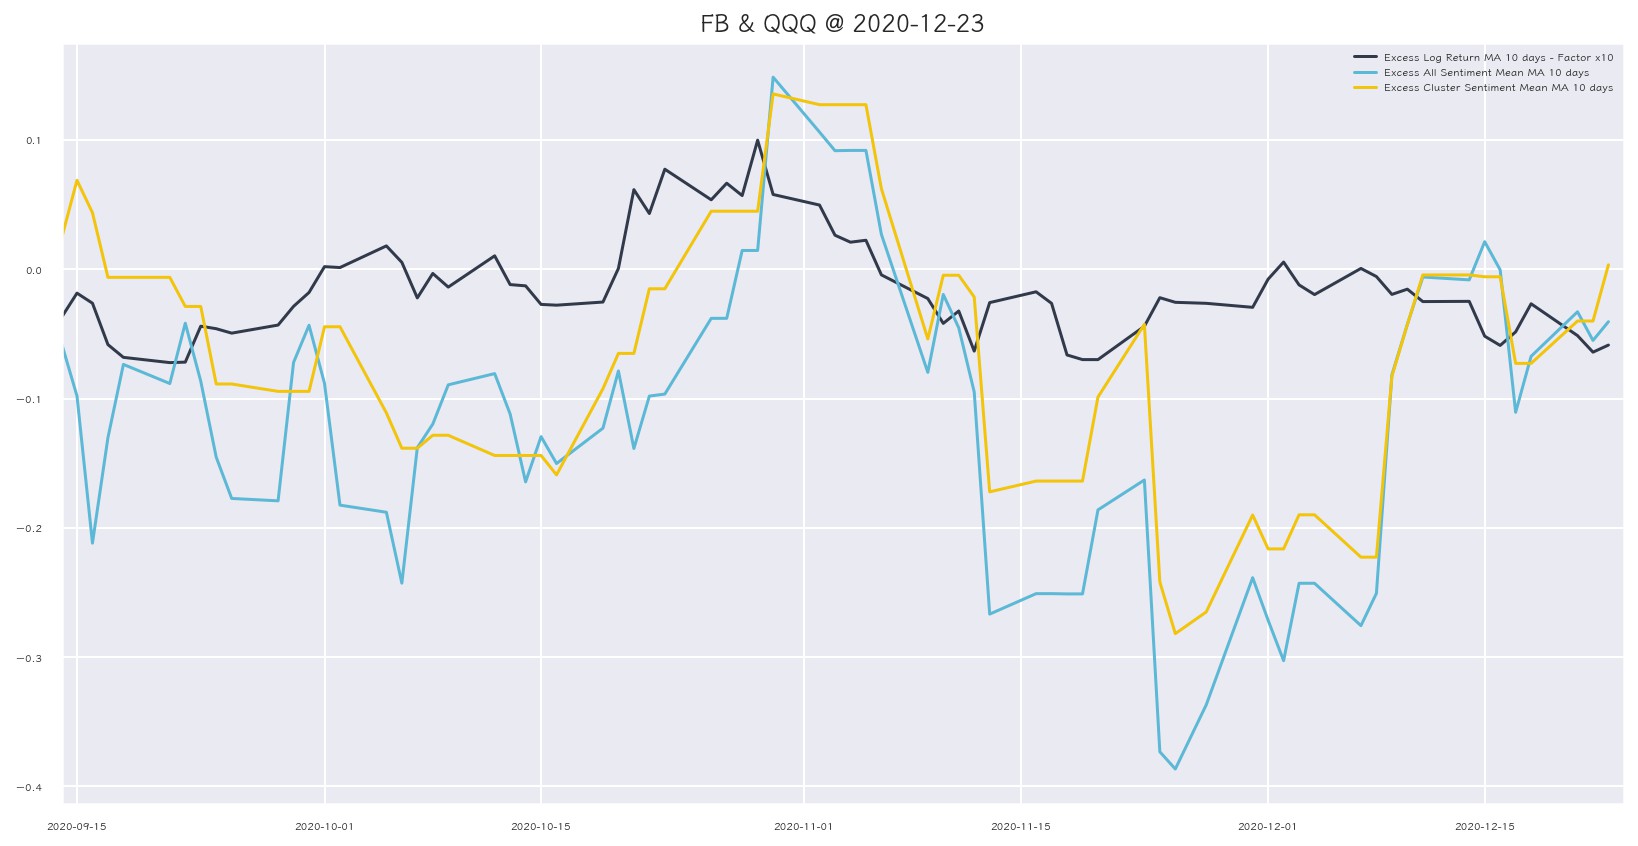 FB & QQQ @ 2020-12-23
Excess Log Return MA 10 days - Factor x10
Excess All Sentiment Mean MA 10 days
Excess Cluster Sentiment Mean MA 10 days
0.1
0.0
−0.1
−0.2
−0.3
−0.4
2020-09-15 2020-10-01 2020-10-15 2020-11-01 2020-11-15 2020-12-01 2020-12-15